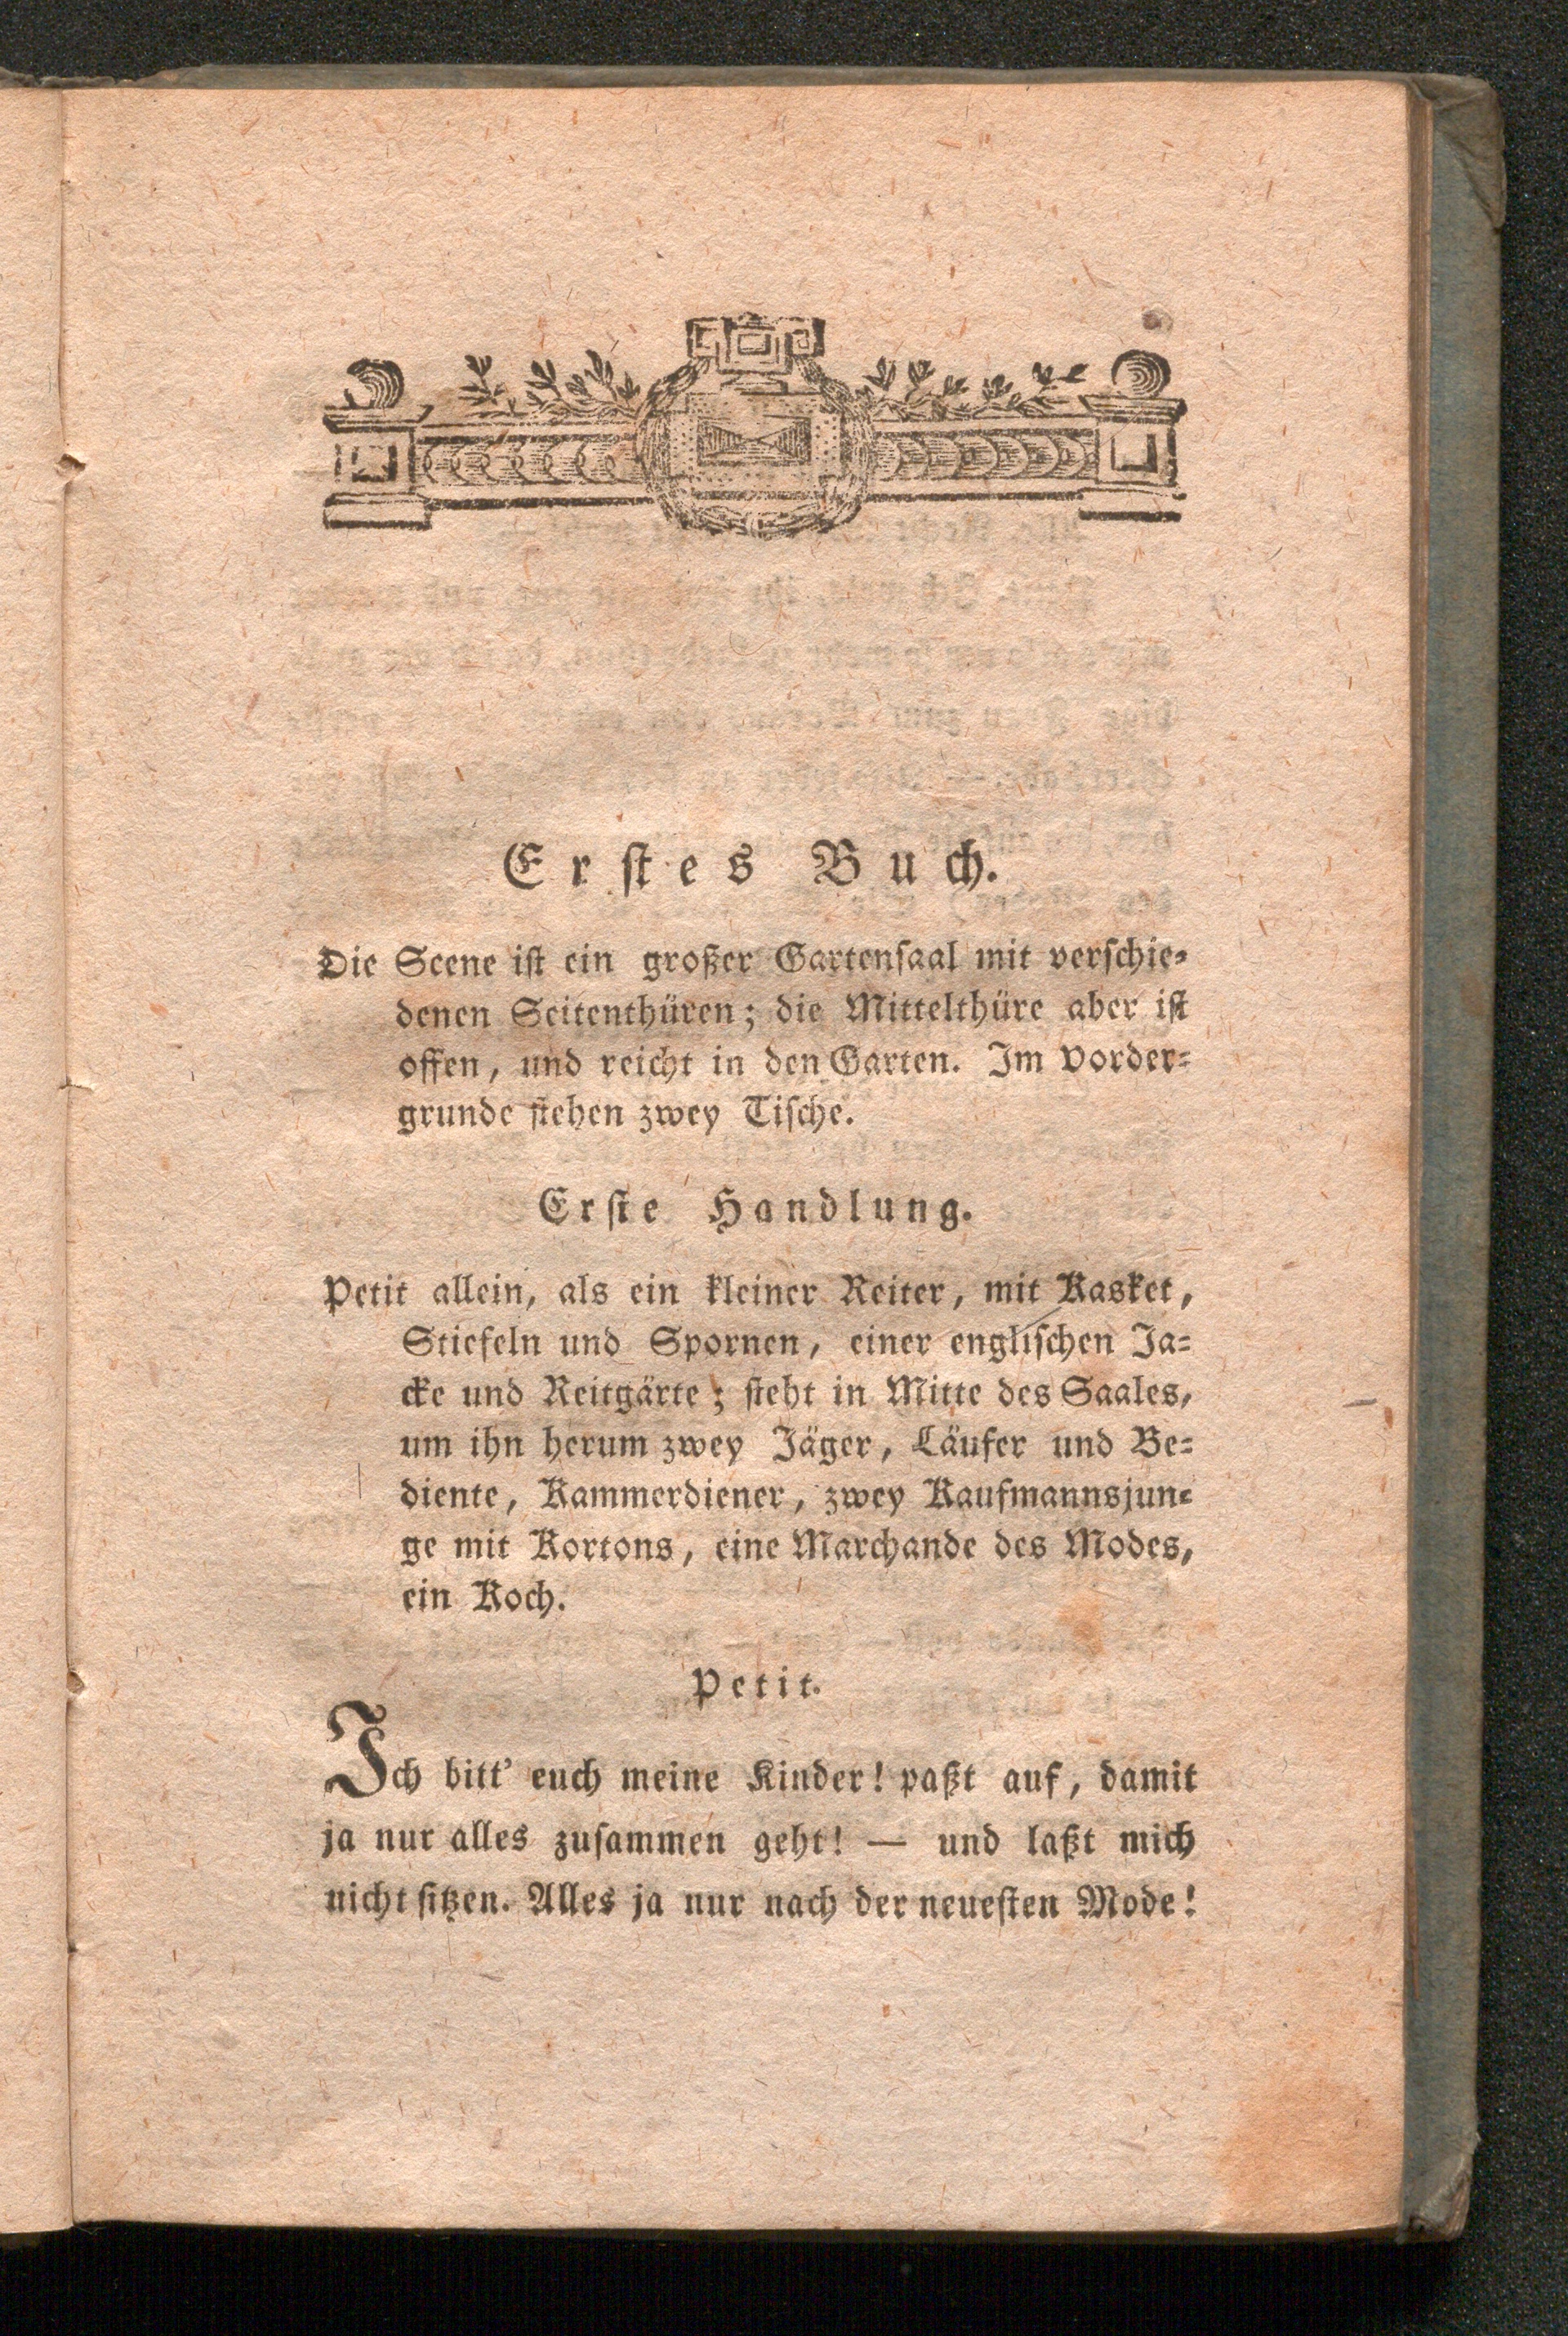 Erstes Buch.
Die Scene ist ein großer Gartensaal mit verschie-
denen Seitenthüren; die Mittelthüre aber ist
offen, und reicht in den Garten. Im Vorder-
grunde stehen zwey Tische.
Erste Handlung.
Petit allein, als ein kleiner Reiter, mit Kasket,
Stiefeln und Spornen, einer englischen Ja-
cke und Reitgärte; steht in Mitte des Saales,
um ihn herum zwey Jäger, Läufer und Be-
diente, Kammerdiener, zwey Kaufmannsjun-
ge mit Kortons, eine Marchande des Modes,
ein Koch.
Petit.
Ich bitt' euch meine Kinder! paßt auf, damit
ja nur alles zusammen geht! — und laßt mich
nicht sitzen. Alles ja nur nach der neuesten Mode!